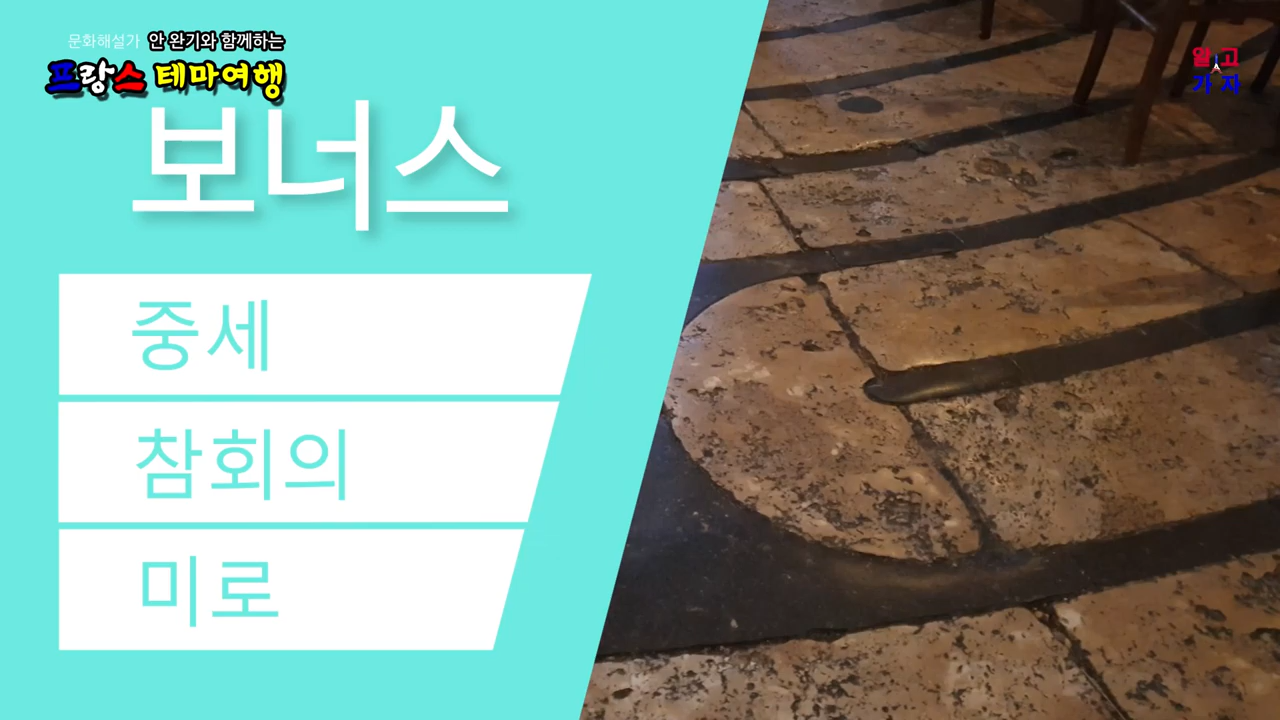 문화해설가 안 완기와 함께하는
프랑스 테마여행
보너스
중세
참회의
미로
알고
가자